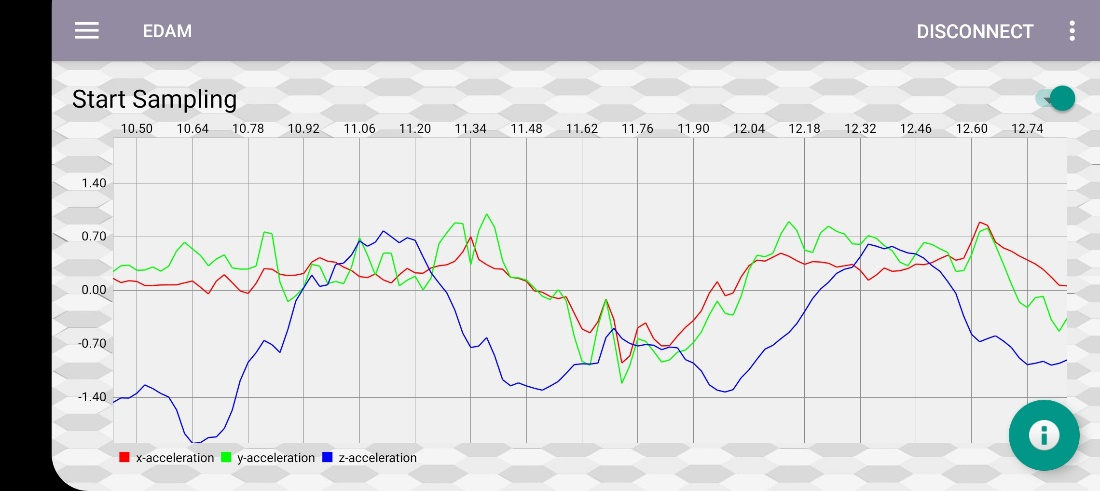 EDAM DISCONNECT
Start Sampling
10.50 10.64 10.78 10.92 11.06 11.20 11.34 11.48 11.62 11.76 11.90 12.04 12.18 12.32 12.46 12.60 12.74
1.40
0.70
0.00
-0.70
-1.40
x-acceleration y-acceleration z-acceleration